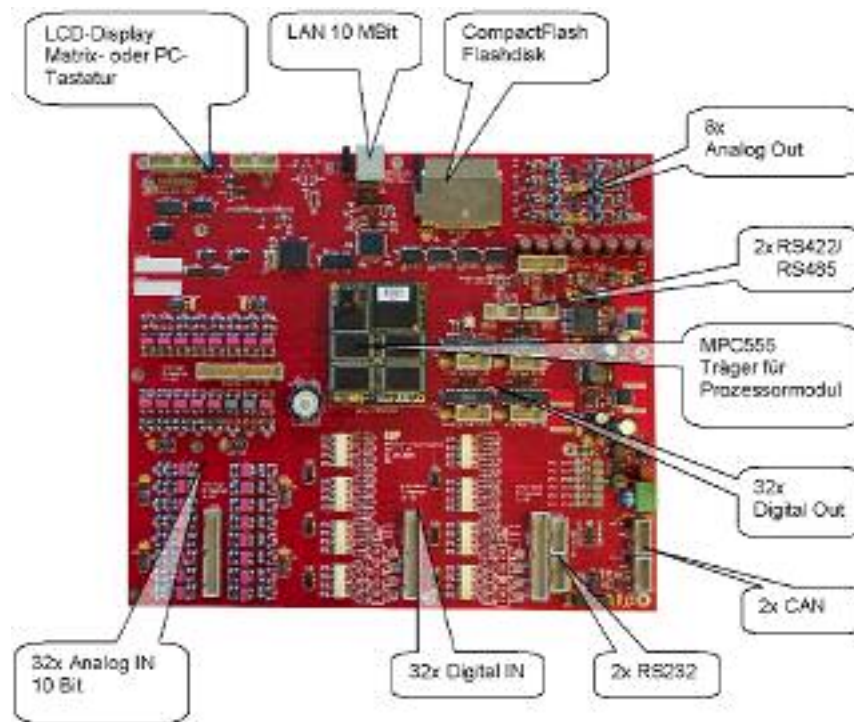 LCD-Display
Matrix- oder PC-
Tastatur
LAN 10 MBit
CompactFlash
Flashdisk
8x
Analog Out
2x RS422/
RS485
MPC555
Träger für
Prozessormodul
32x
Digital Out
2x CAN
2x RS232
32x Digital IN
32x Analog IN
10 Bit